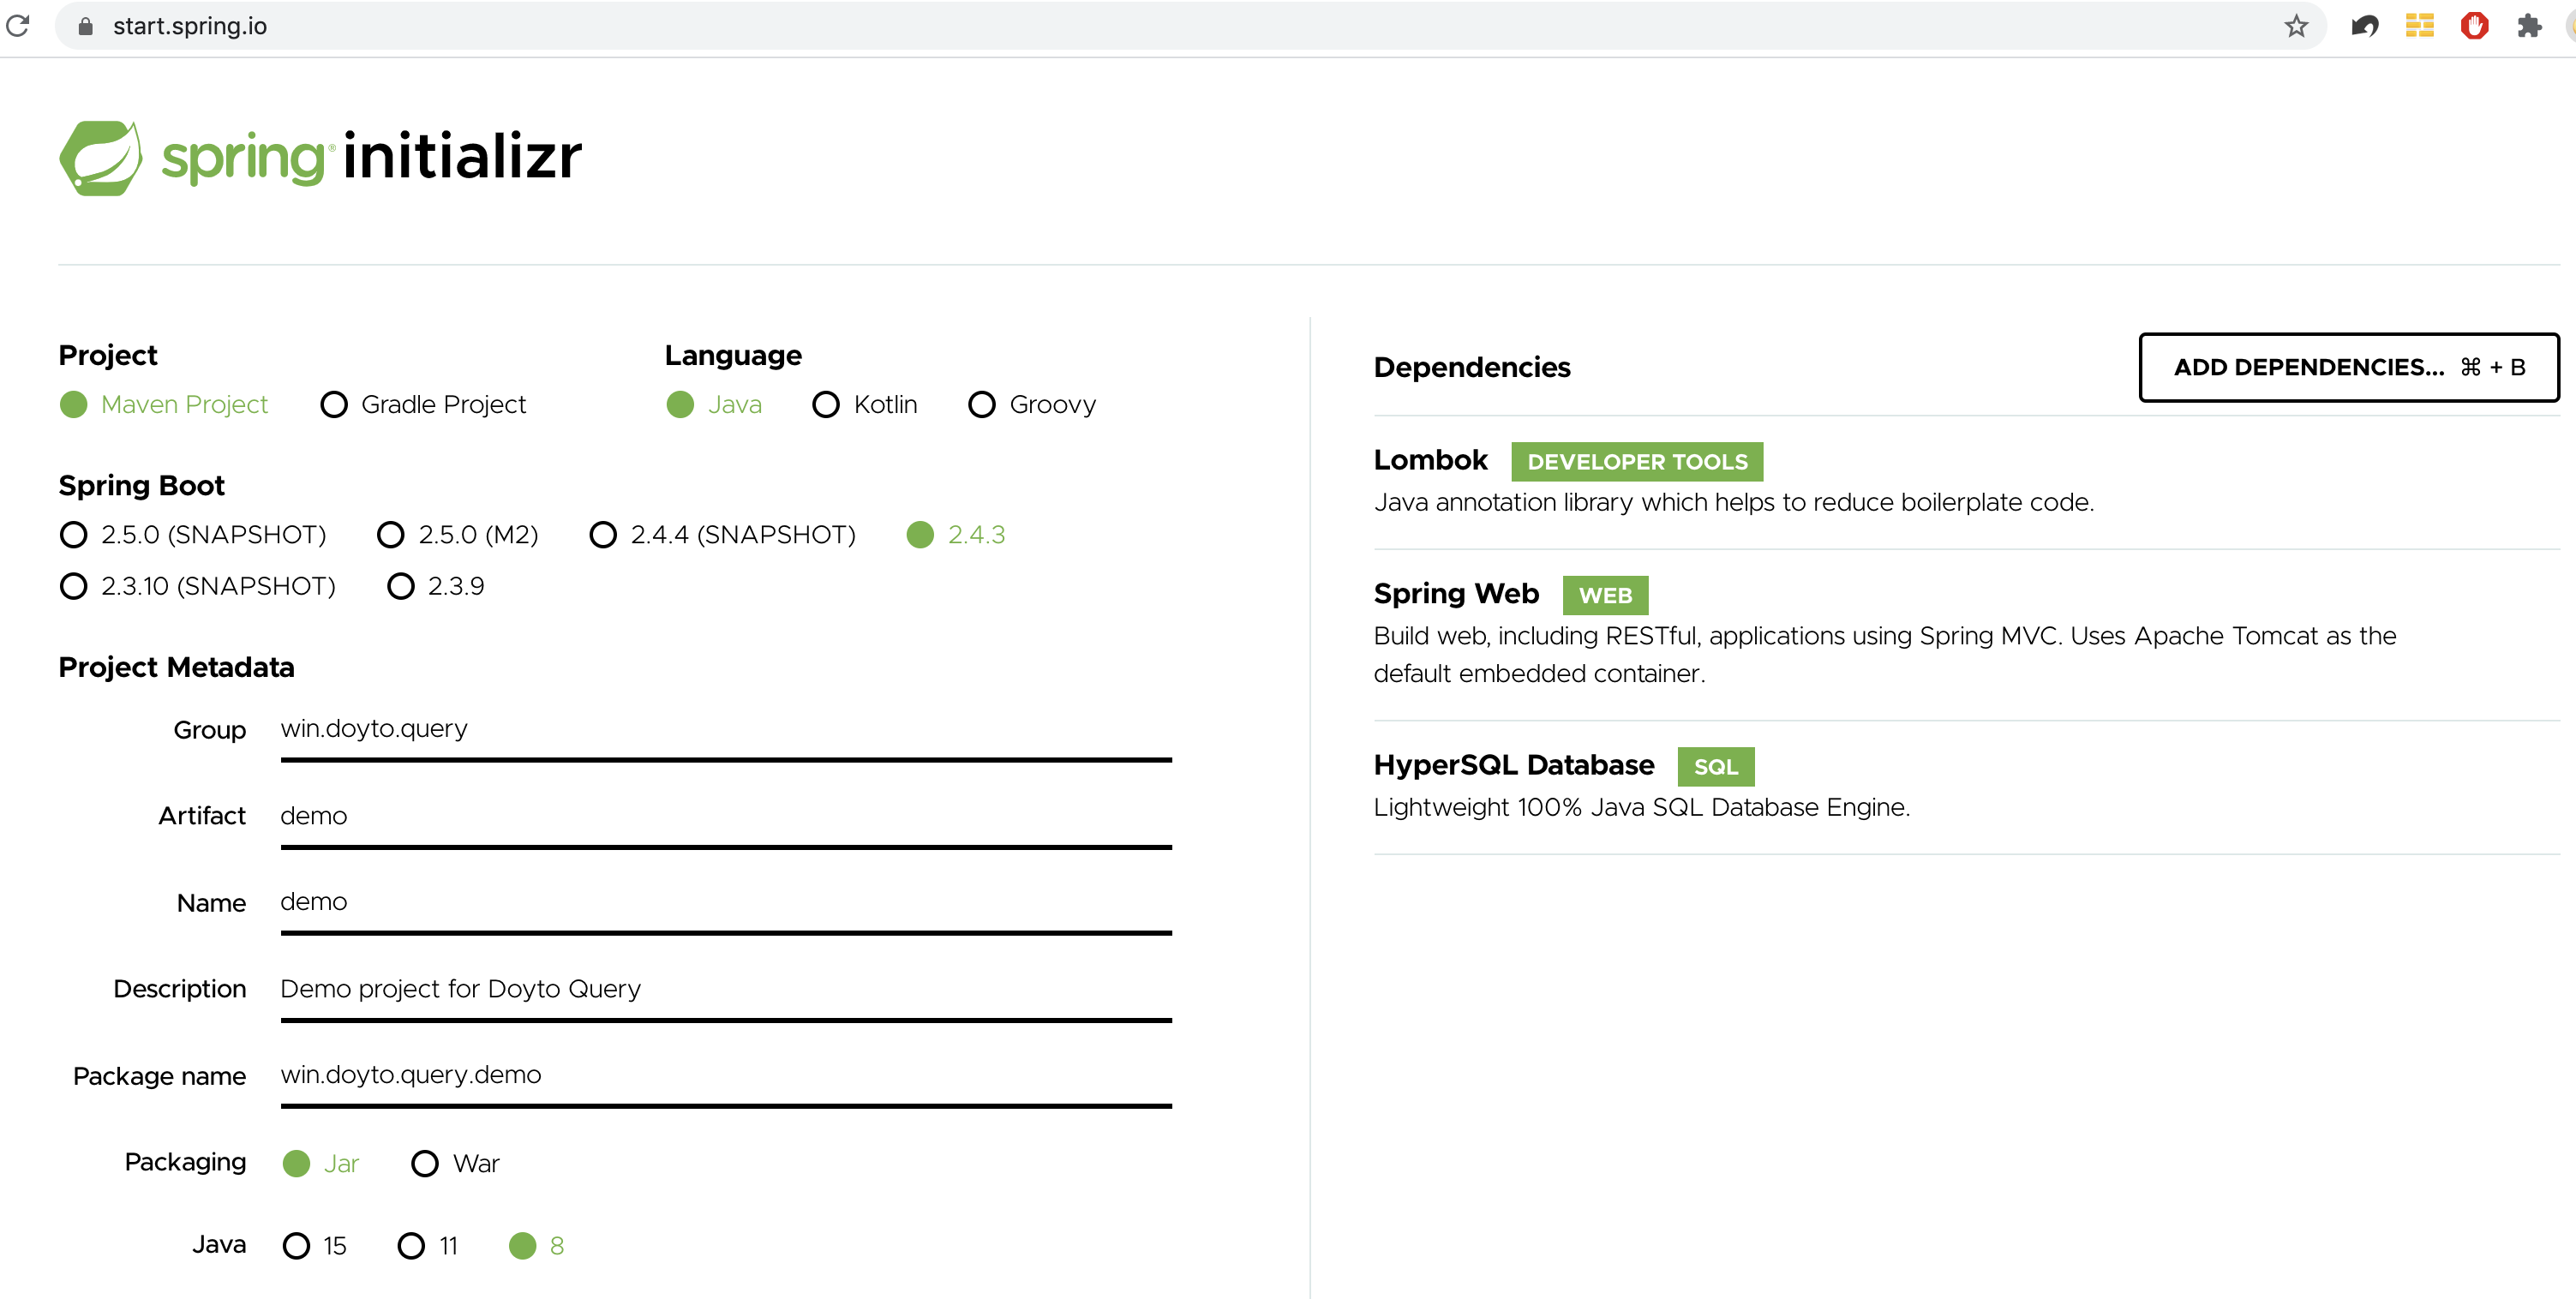 start.spring.io
spring® initializr
Project
Maven Project Gradle Project
Language
Java Kotlin Groovy
Spring Boot
2.5.0 (SNAPSHOT) 2.5.0 (M2) 2.4.4 (SNAPSHOT) 2.4.3
2.3.10 (SNAPSHOT) 2.3.9
Project Metadata
Group win.doyto.query
Artifact demo
Name demo
Description Demo project for Doyto Query
Package name win.doyto.query.demo
Packaging Jar War
Java 15 11 8
Dependencies
ADD DEPENDENCIES... ⌘ + B
Lombok DEVELOPER TOOLS
Java annotation library which helps to reduce boilerplate code.
Spring Web WEB
Build web, including RESTful, applications using Spring MVC. Uses Apache Tomcat as the
default embedded container.
HyperSQL Database SQL
Lightweight 100% Java SQL Database Engine.